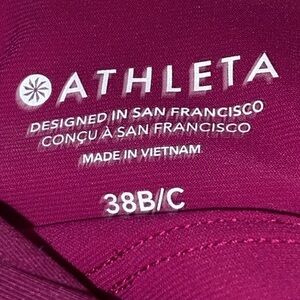 ATHLETA
DESIGNED IN SAN FRANCISCO
CONÇU À SAN FRANCISCO
MADE IN VIETNAM
38B/C